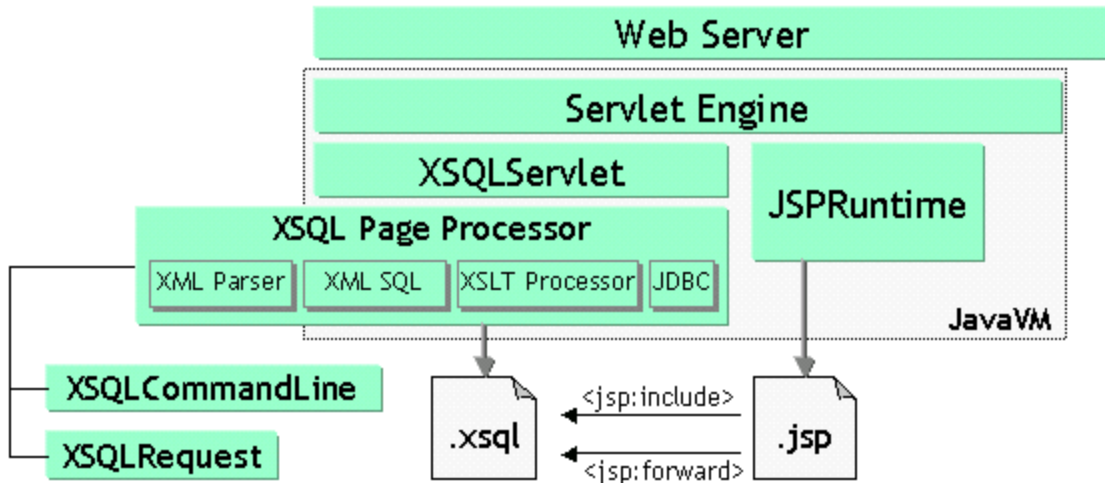 Web Server
Servlet Engine
XSQLServlet
JSPRuntime
XSQL Page Processor
XML Parser
XML SQL
XSLT Processor
JDBC
JavaVM
XSQLCommandLine
XSQLRequest
.xsql
<jsp:include>
<jsp:forward>
.jsp